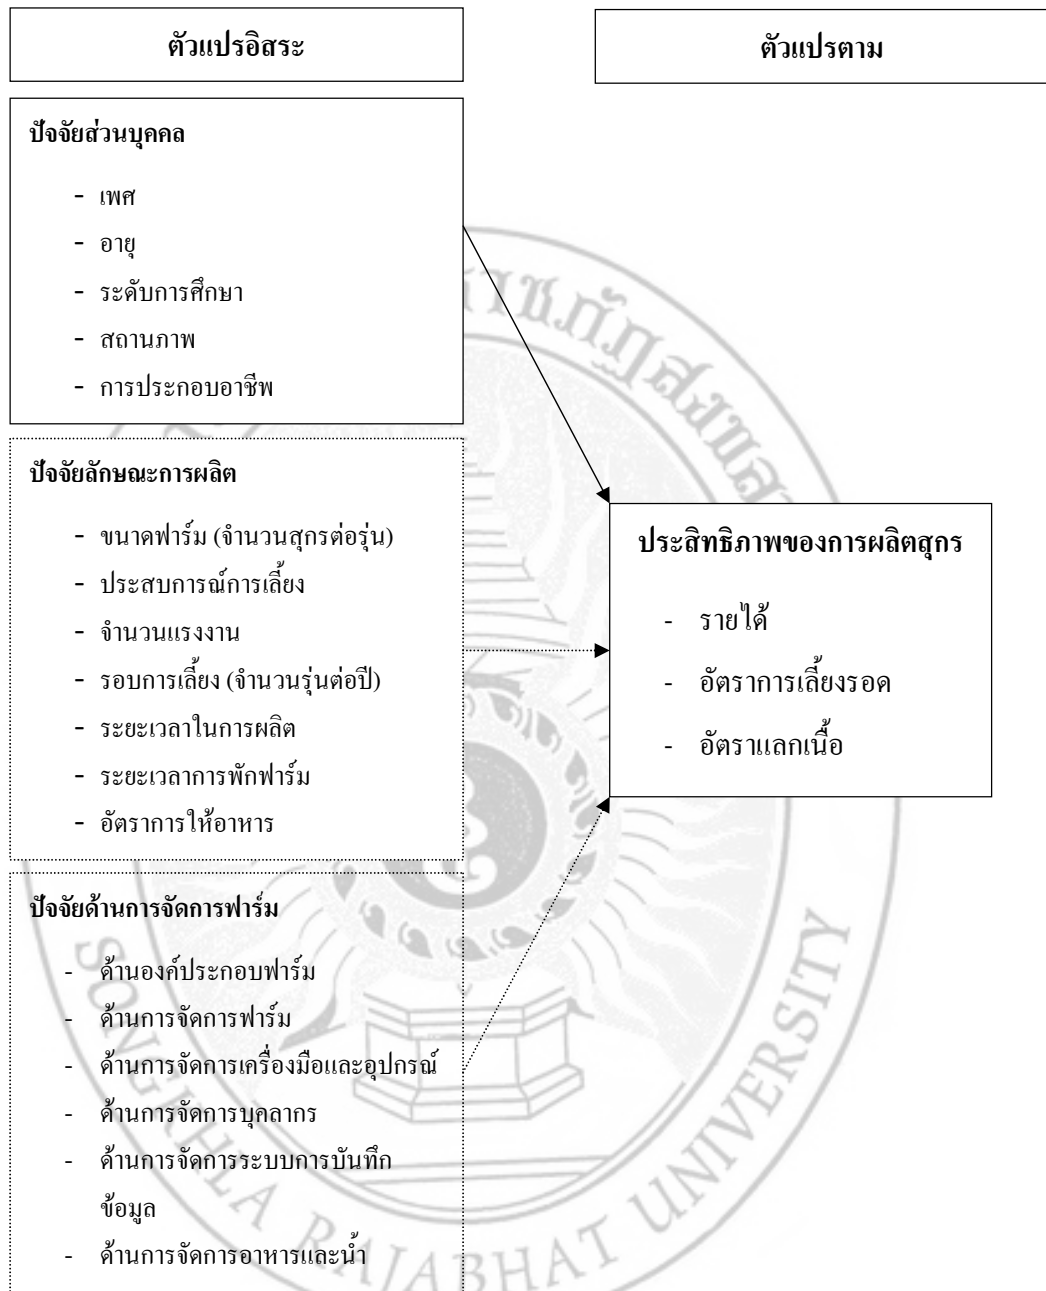 ตัวแปรอิสระ
ตัวแปรตาม
ปัจจัยส่วนบุคคล
- เพศ
- อายุ
- ระดับการศึกษา
- สถานภาพ
- การประกอบอาชีพ
ปัจจัยลักษณะการผลิต
- ขนาดฟาร์ม (จำนวนสุกรต่อรุ่น)
- ประสบการณ์การเลี้ยง
- จำนวนแรงงาน
- รอบการเลี้ยง (จำนวนรุ่นต่อปี)
- ระยะเวลาในการผลิต
- ระยะเวลาการพักฟาร์ม
- อัตราการให้อาหาร
ประสิทธิภาพของการผลิตสุกร
- รายได้
- อัตราการเลี้ยงรอด
- อัตราแลกเนื้อ
ปัจจัยด้านการจัดการฟาร์ม
- ด้านองค์ประกอบฟาร์ม
- ด้านการจัดการฟาร์ม
- ด้านการจัดการเครื่องมือและอุปกรณ์
- ด้านการจัดการบุคลากร
- ด้านการจัดการระบบการบันทึก
ข้อมูล
- ด้านการจัดการอาหารและน้ำ
SONGKHLA RAJABHAT UNIVERSITY